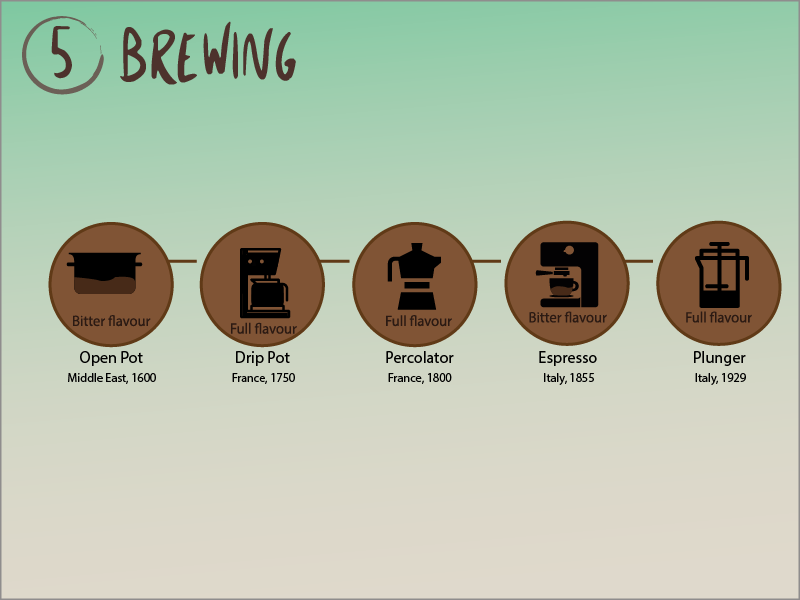 5 BREWING
Bitter flavour
Open Pot
Middle East, 1600
Full flavour
Drip Pot
France, 1750
Full flavour
Percolator
France, 1800
Bitter flavour
Espresso
Italy, 1855
Full flavour
Plunger
Italy, 1929